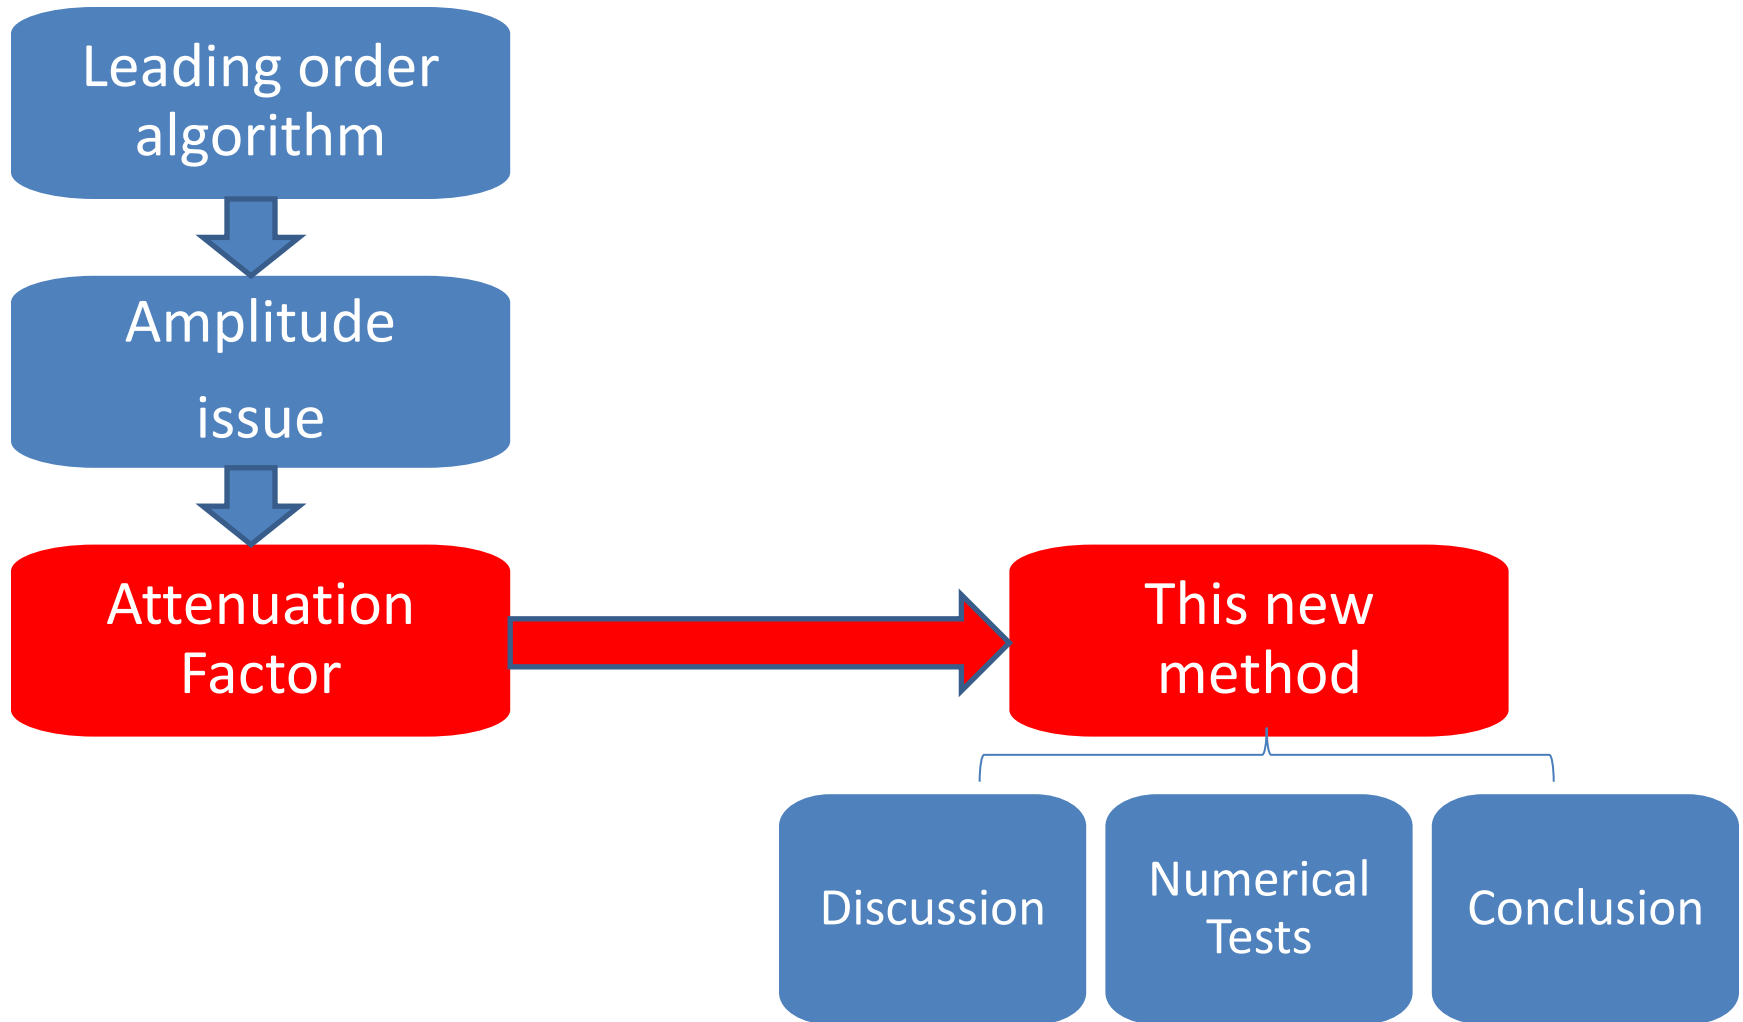 Leading order
algorithm
Amplitude
issue
Attenuation
Factor
This new
method
Discussion
Numerical
Tests
Conclusion